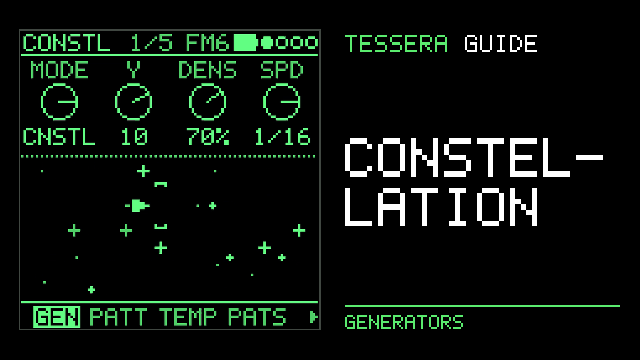 CONSTL 1/5 FM6
MODE Y DENS SPD
CNSTL 10 70% 1/16
GEN PATT TEMP PATS
TESSERA GUIDE
CONSTEL-
LATION
GENERATORS